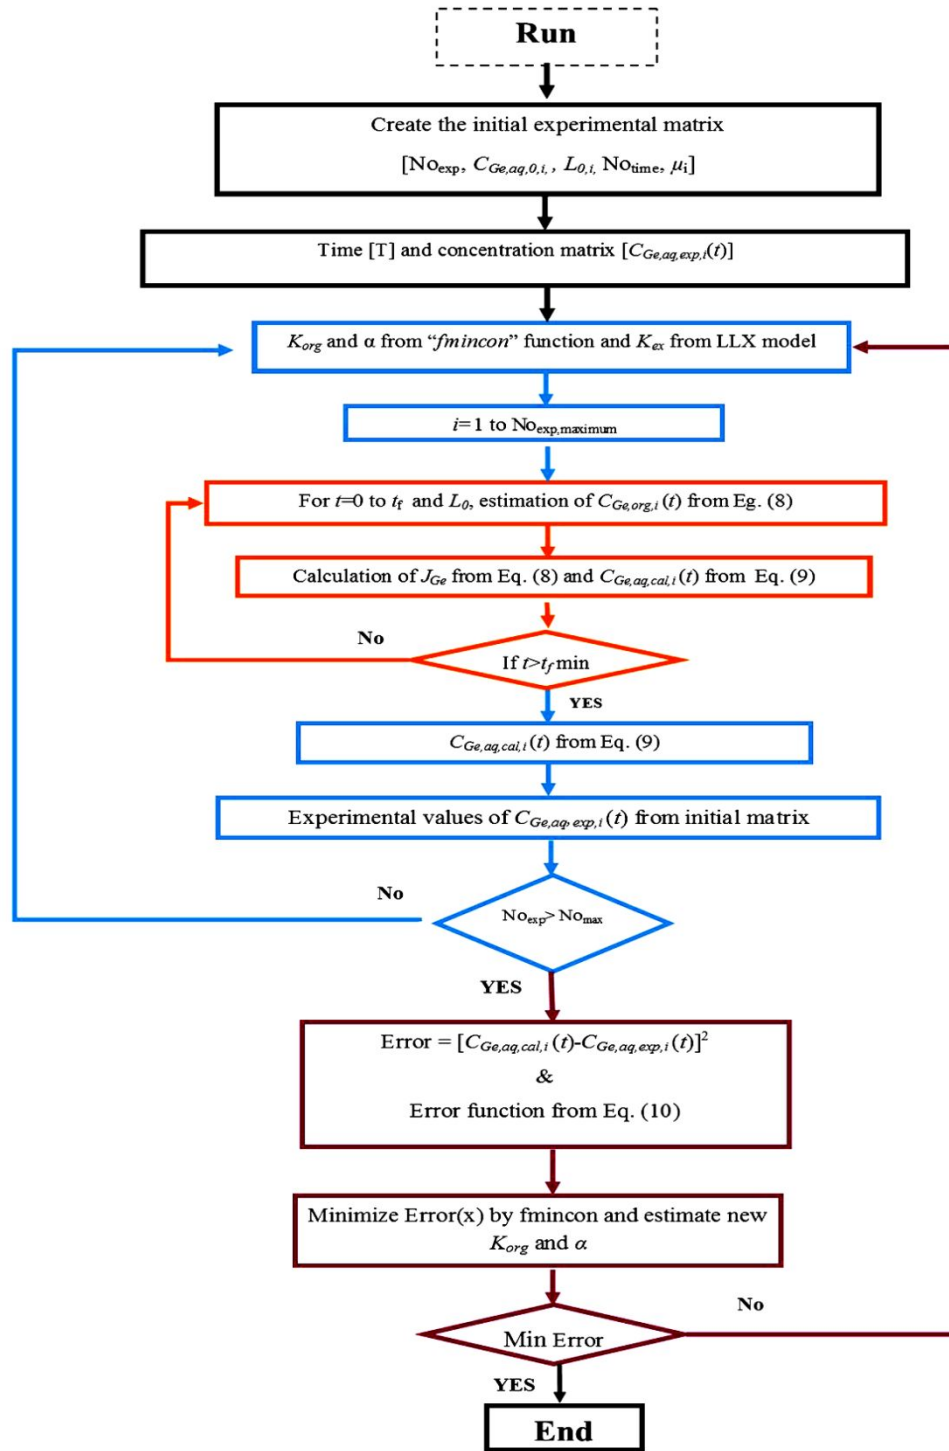 Run
Create the initial experimental matrix
[No_exp, C_Ge,aq,0,i, , L_0,i, No_time, μ_i]
Time [T] and concentration matrix [C_Ge,aq,exp,i(t)]
K_org and α from “fmincon” function and K_ex from LLX model
i=1 to No_exp,maximum
For t=0 to t_f and L_0, estimation of C_Ge,org,i (t) from Eg. (8)
Calculation of J_Ge from Eq. (8) and C_Ge,aq,cal,i (t) from Eq. (9)
No
If t>t_f min
YES
C_Ge,aq,cal,i (t) from Eq. (9)
Experimental values of C_Ge,aq,exp,i (t) from initial matrix
No
No_exp> No_max
YES
Error = [C_Ge,aq,cal,i (t)-C_Ge,aq,exp,i (t)]²
&
Error function from Eq. (10)
Minimize Error(x) by fmincon and estimate new
K_org and α
No
Min Error
YES
End